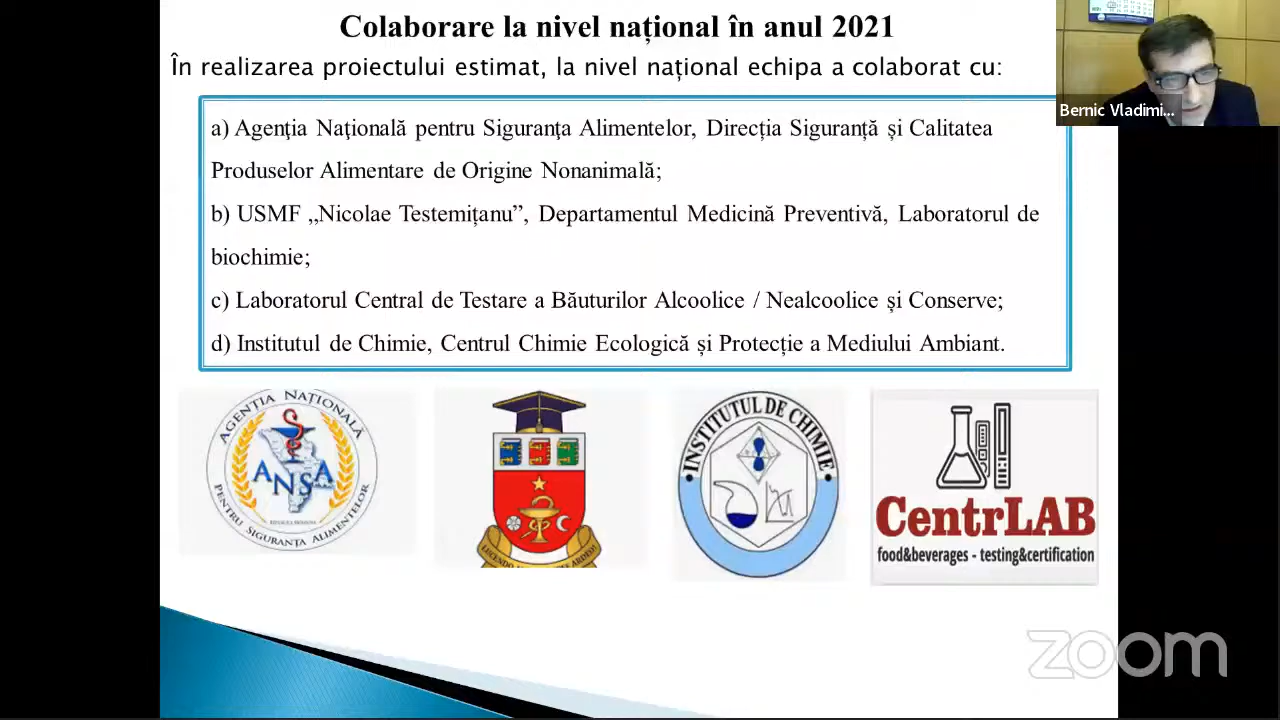 Colaborare la nivel național în anul 2021
În realizarea proiectului estimat, la nivel național echipa a colaborat cu:
Bernic Vladimi...
a) Agenţia Naţională pentru Siguranţa Alimentelor, Direcția Siguranță și Calitatea
Produselor Alimentare de Origine Nonanimală;
b) USMF „Nicolae Testemițanu”, Departamentul Medicină Preventivă, Laboratorul de
biochimie;
c) Laboratorul Central de Testare a Băuturilor Alcoolice / Nealcoolice și Conserve;
d) Institutul de Chimie, Centrul Chimie Ecologică și Protecție a Mediului Ambiant.
AGENȚIA NAȚIONALĂ
ANSA
PENTRU SIGURANȚA ALIMENTELOR
INSTITUTUL DE CHIMIE
CentrLAB
food&beverages - testing&certification
zoom